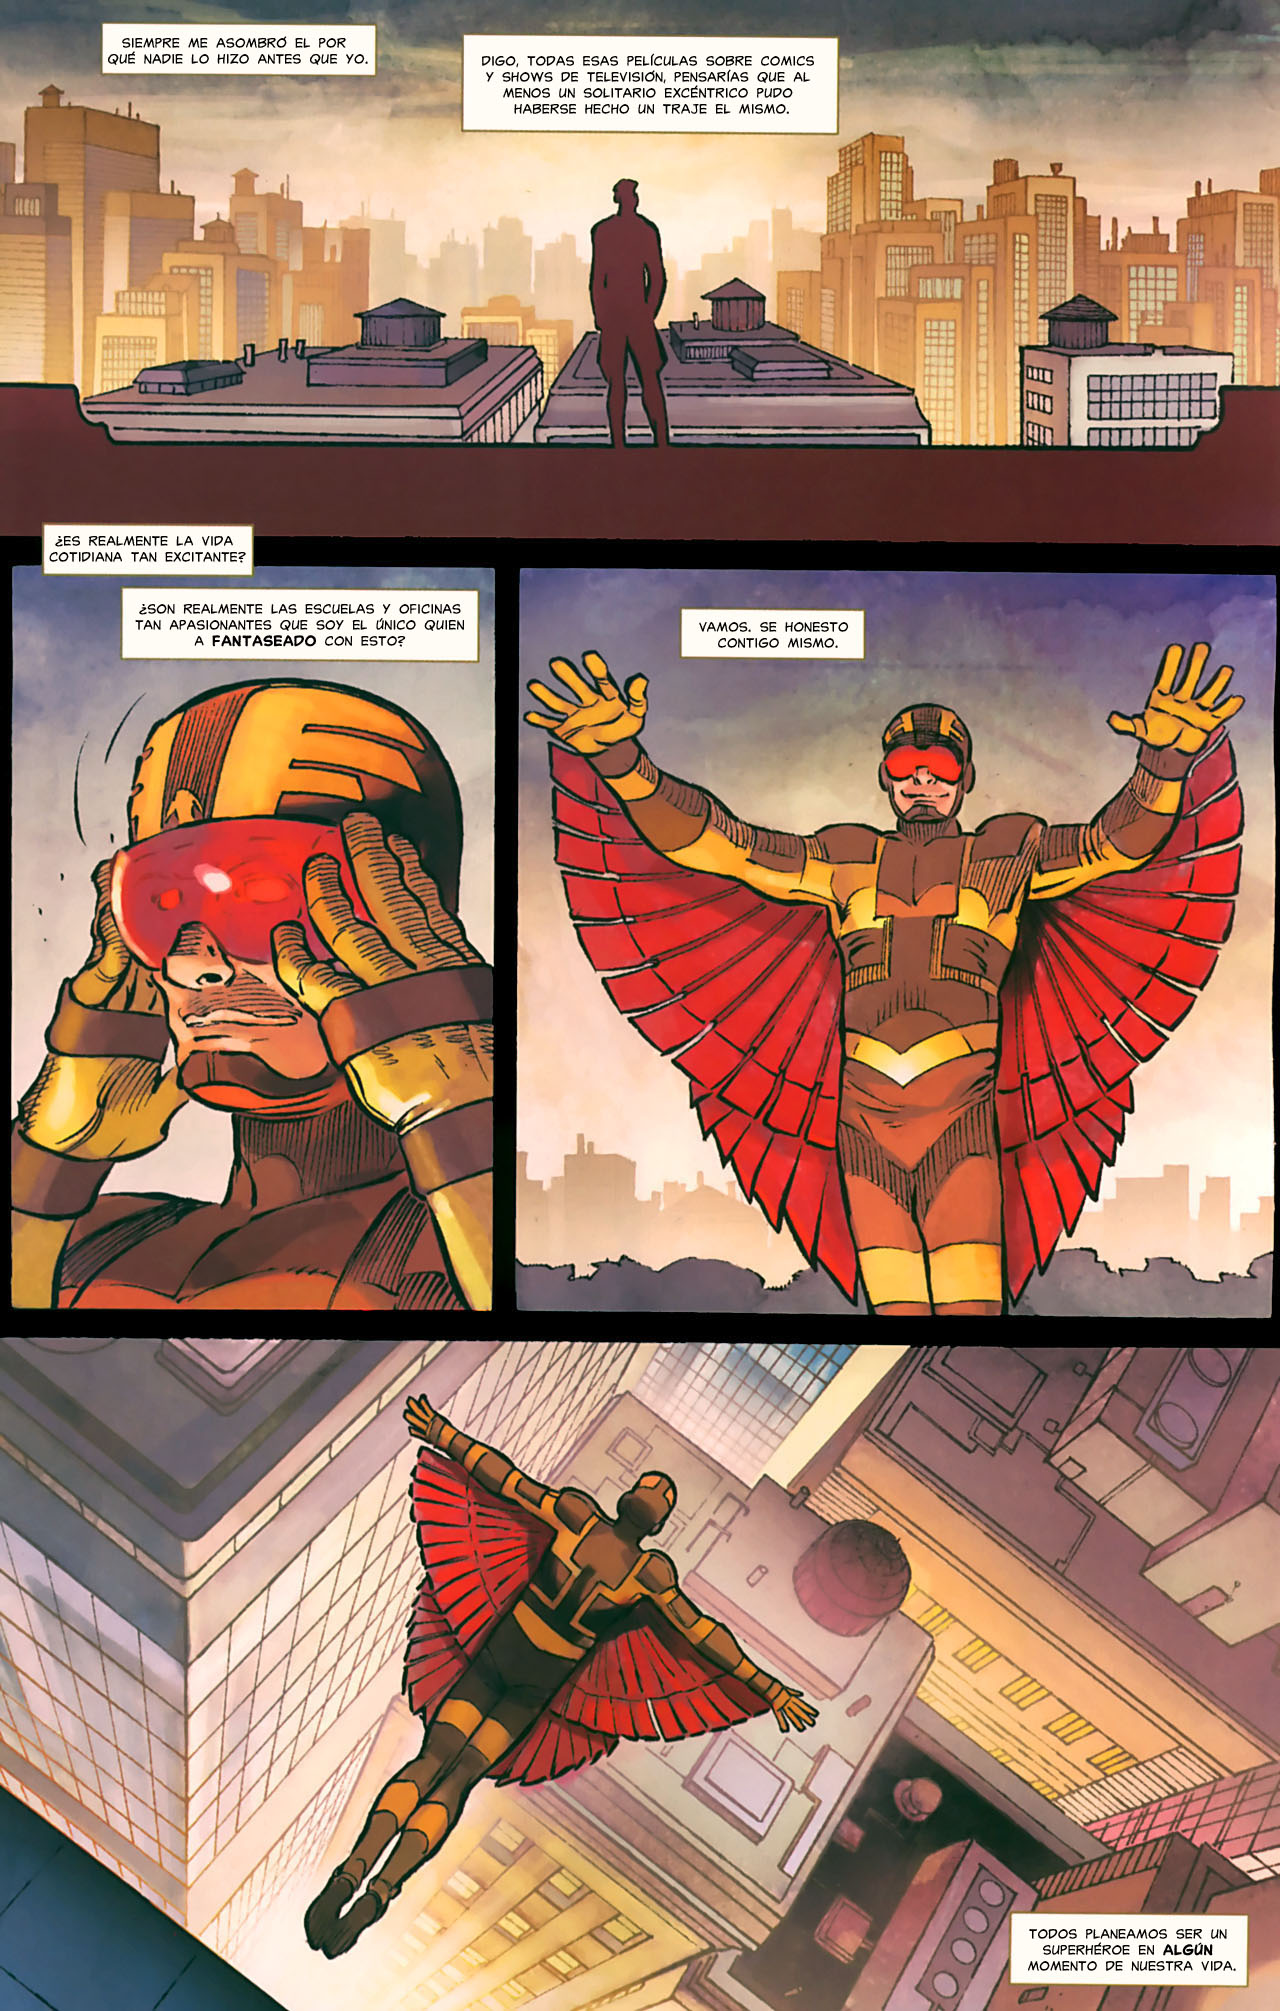 SIEMPRE ME ASOMBRÓ EL POR
QUÉ NADIE LO HIZO ANTES QUE YO.
DIGO, TODAS ESAS PELÍCULAS SOBRE COMICS
Y SHOWS DE TELEVISIÓN, PENSARÍAS QUE AL
MENOS UN SOLITARIO EXCÉNTRICO PUDO
HABERSE HECHO UN TRAJE EL MISMO.
¿ES REALMENTE LA VIDA
COTIDIANA TAN EXCITANTE?
¿SON REALMENTE LAS ESCUELAS Y OFICINAS
TAN APASIONANTES QUE SOY EL ÚNICO QUIEN
A FANTASEADO CON ESTO?
VAMOS. SE HONESTO
CONTIGO MISMO.
TODOS PLANEAMOS SER UN
SUPERHÉROE EN ALGÚN
MOMENTO DE NUESTRA VIDA.